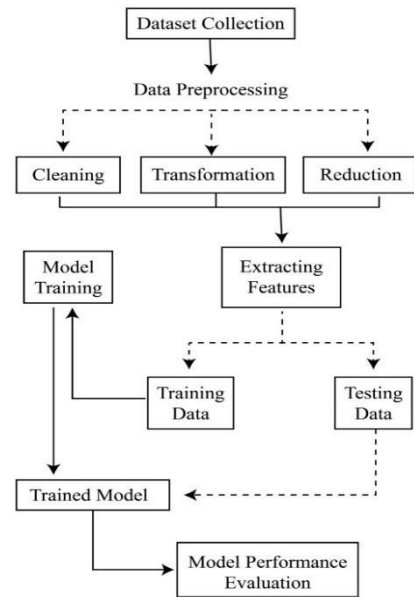 Dataset Collection
Data Preprocessing
Cleaning
Transformation
Reduction
Model
Training
Extracting
Features
Training
Data
Testing
Data
Trained Model
Model Performance
Evaluation